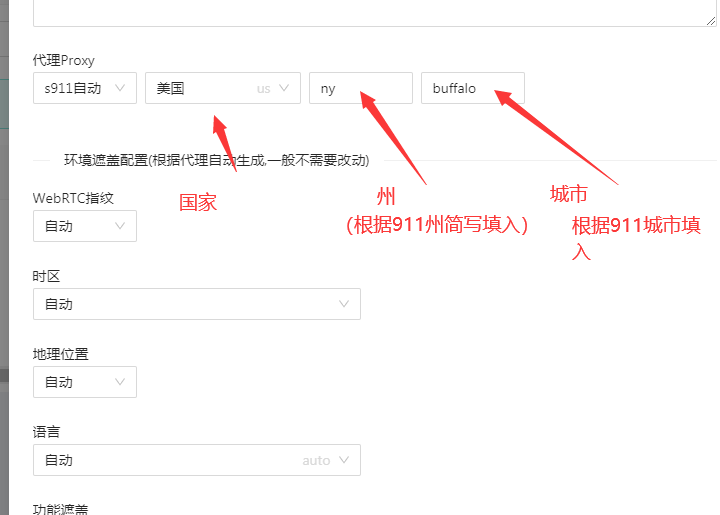 代理Proxy
s911自动 美国 us ny buffalo
环境遮盖配置(根据代理自动生成,一般不需要改动)
国家 州 城市
(根据911州简写填入) 根据911城市填
入
WebRTC指纹
自动
时区
自动
地理位置
自动
语言
自动 auto
功能遮盖